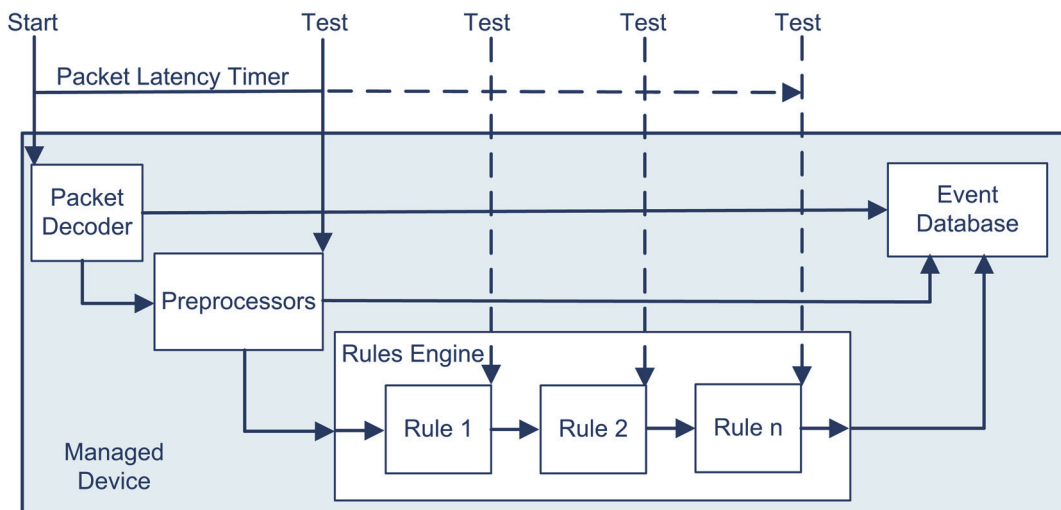 Start
Test
Test
Test
Test
Packet Latency Timer
Packet
Decoder
Event
Database
Preprocessors
Rules Engine
Rule 1
Rule 2
Rule n
Managed
Device